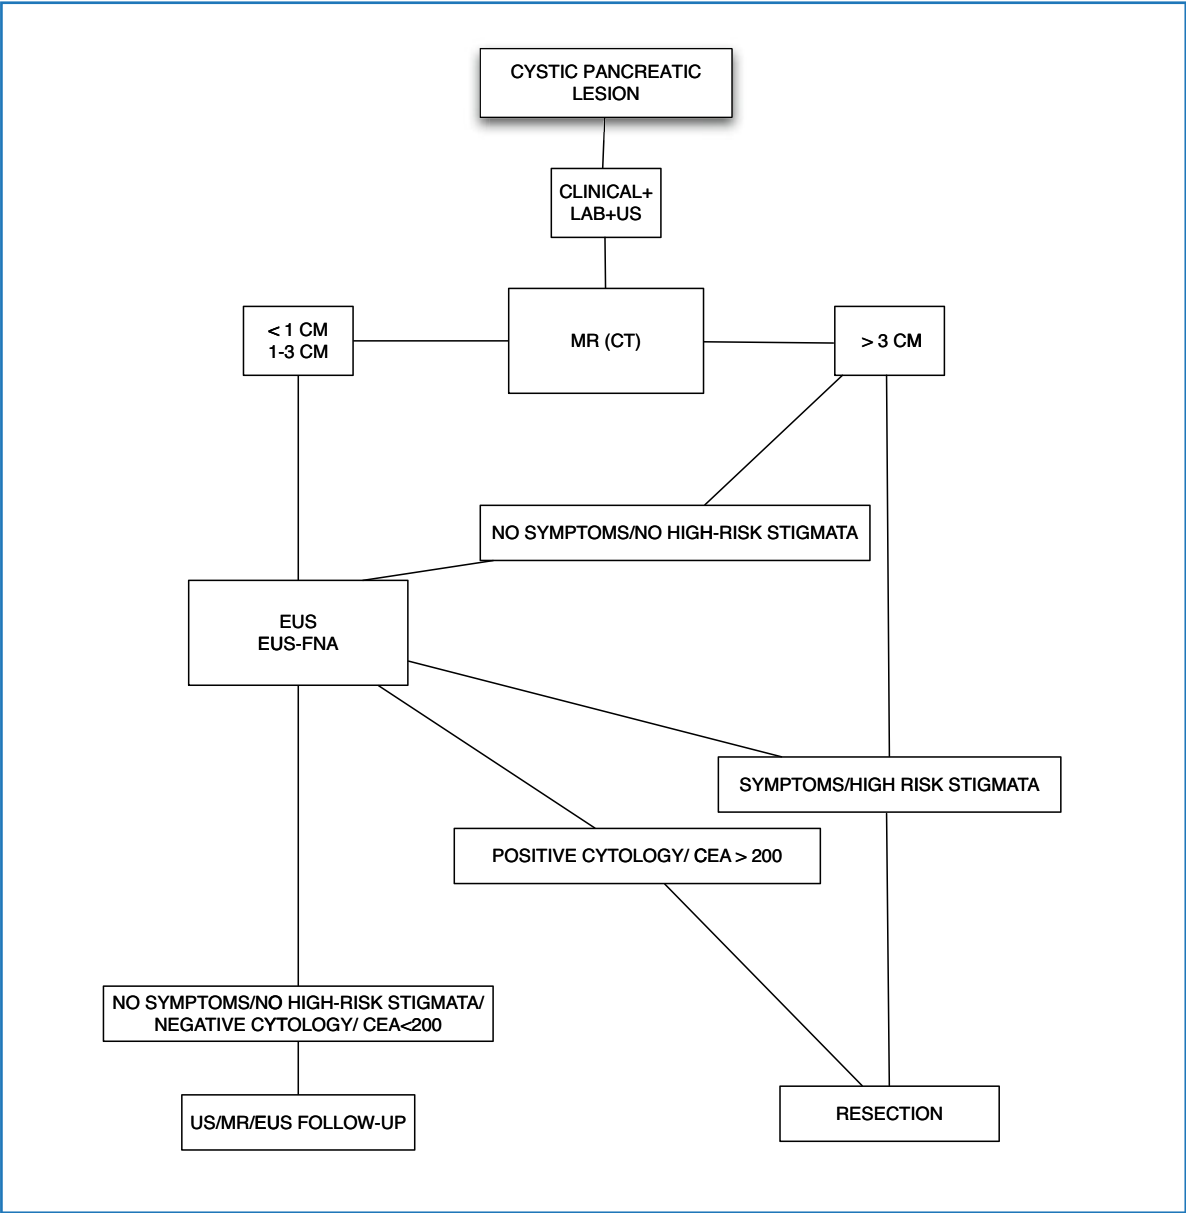 CYSTIC PANCREATIC
LESION
CLINICAL+
LAB+US
< 1 CM
1-3 CM
MR (CT)
> 3 CM
NO SYMPTOMS/NO HIGH-RISK STIGMATA
EUS
EUS-FNA
SYMPTOMS/HIGH RISK STIGMATA
POSITIVE CYTOLOGY/ CEA > 200
NO SYMPTOMS/NO HIGH-RISK STIGMATA/
NEGATIVE CYTOLOGY/ CEA<200
US/MR/EUS FOLLOW-UP
RESECTION